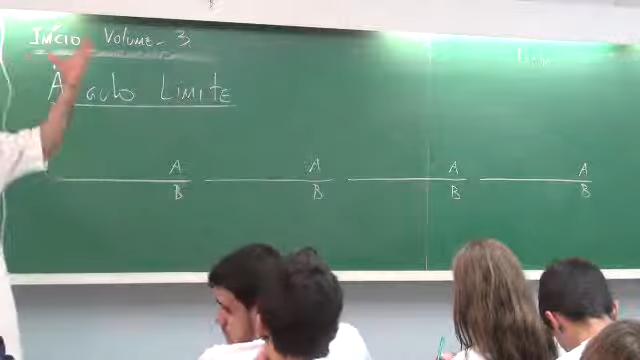 INÍCIO Volume - 3
Ângulo Limite
A A A A
B B B B